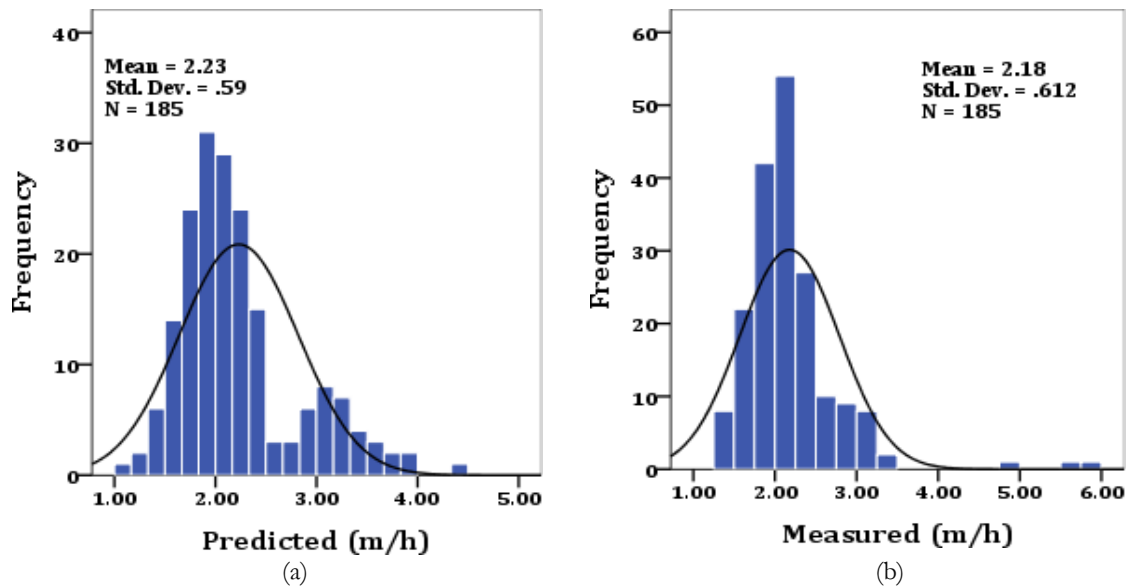 40
30
20
10
0
Frequency
Mean = 2.23
Std. Dev. = .59
N = 185
1.00 2.00 3.00 4.00 5.00
Predicted (m/h)
(a)
60
50
40
30
20
10
0
Frequency
Mean = 2.18
Std. Dev. = .612
N = 185
1.00 2.00 3.00 4.00 5.00 6.00
Measured (m/h)
(b)